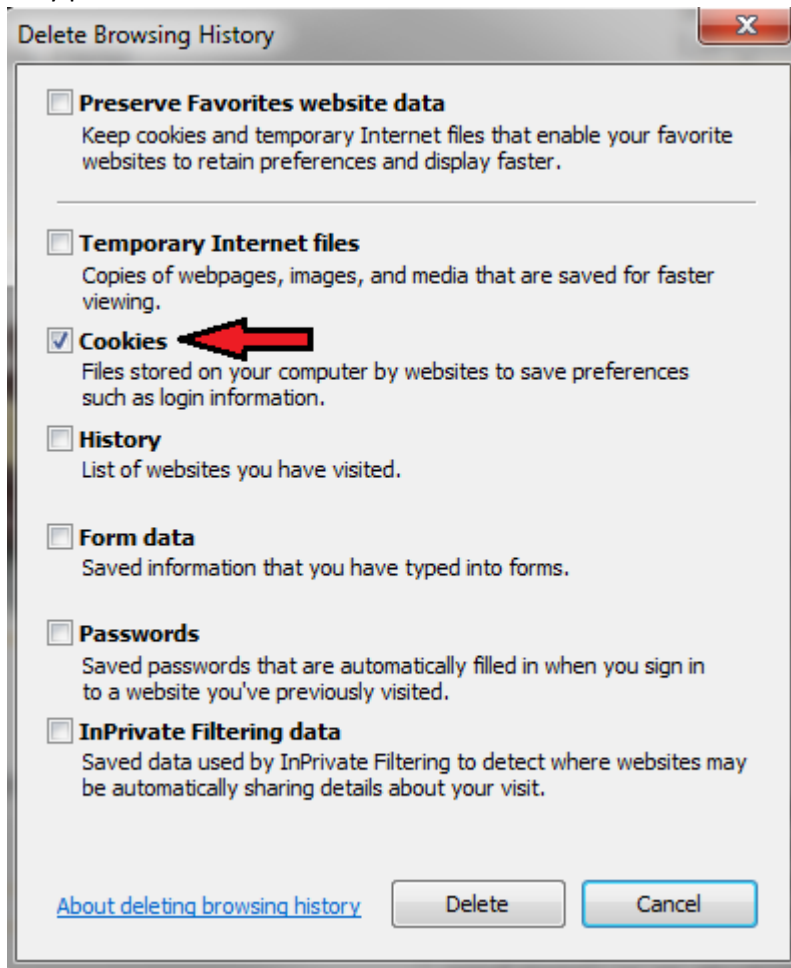 Delete Browsing History
Preserve Favorites website data
Keep cookies and temporary Internet files that enable your favorite
websites to retain preferences and display faster.
Temporary Internet files
Copies of webpages, images, and media that are saved for faster
viewing.
Cookies
Files stored on your computer by websites to save preferences
such as login information.
History
List of websites you have visited.
Form data
Saved information that you have typed into forms.
Passwords
Saved passwords that are automatically filled in when you sign in
to a website you've previously visited.
InPrivate Filtering data
Saved data used by InPrivate Filtering to detect where websites may
be automatically sharing details about your visit.
About deleting browsing history Delete Cancel